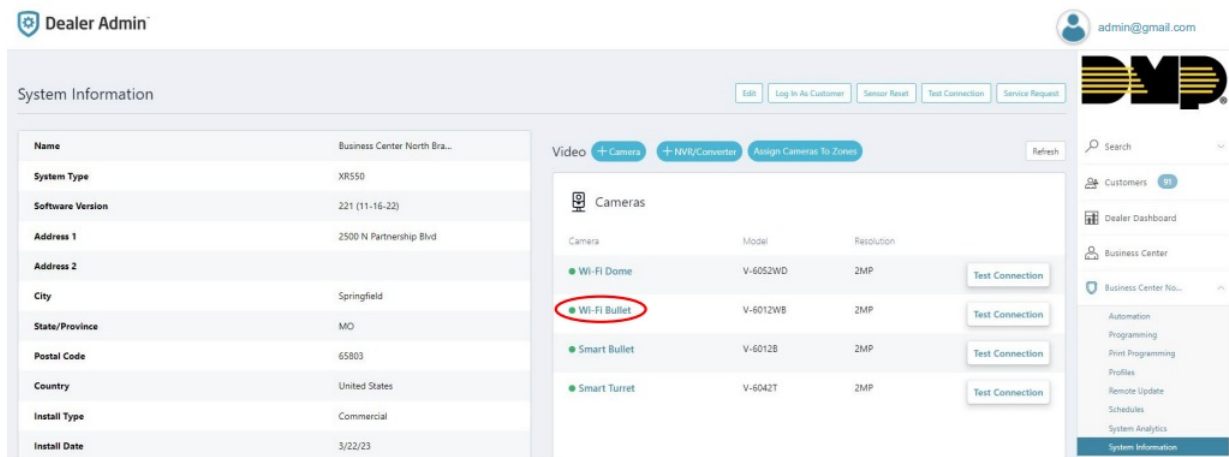 Dealer Admin
admin@gmail.com
DMP
System Information
Edit
Log In As Customer
Sensor Reset
Test Connection
Service Request
Name Business Center North Bra...
System Type XR550
Software Version 221 (11-16-22)
Address 1 2500 N Partnership Blvd
Address 2
City Springfield
State/Province MO
Postal Code 65803
Country United States
Install Type Commercial
Install Date 3/22/23
Video + Camera + NVR/Converter Assign Cameras To Zones Refresh
Cameras
Camera Model Resolution
Wi-Fi Dome V-6052WD 2MP Test Connection
Wi-Fi Bullet V-6012WB 2MP Test Connection
Smart Bullet V-6012B 2MP Test Connection
Smart Turret V-6042T 2MP Test Connection
Search
Customers 91
Dealer Dashboard
Business Center
Business Center No...
Automation
Programming
Print Programming
Profiles
Remote Update
Schedules
System Analytics
System Information